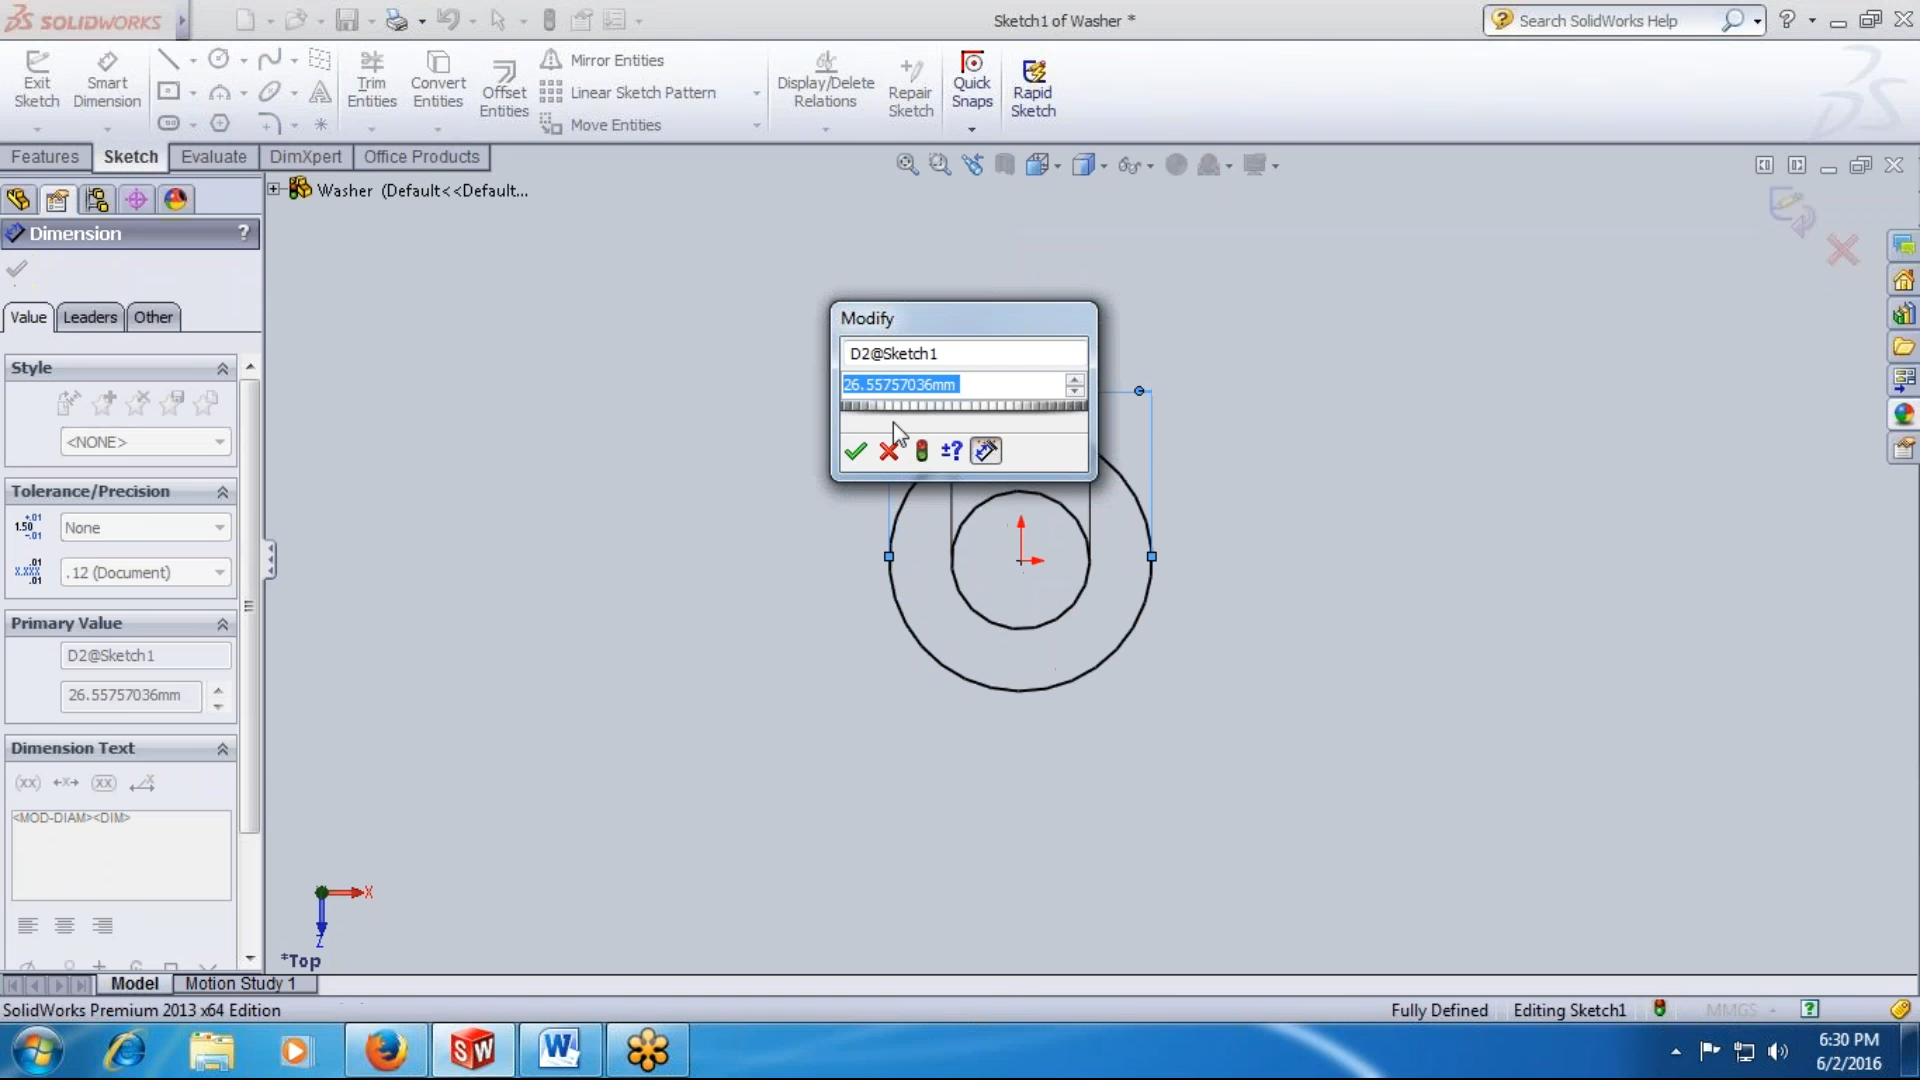 SOLIDWORKS
Sketch1 of Washer *
Search SolidWorks Help
Exit Sketch
Smart Dimension
Trim Entities
Convert Entities
Offset Entities
Mirror Entities
Linear Sketch Pattern
Move Entities
Display/Delete Relations
Repair Sketch
Quick Snaps
Rapid Sketch
Features
Sketch
Evaluate
DimXpert
Office Products
Washer (Default<<Default...
Dimension
?
Value
Leaders
Other
Style
<NONE>
Tolerance/Precision
None
.12 (Document)
Primary Value
D2@Sketch1
26.55757036mm
Dimension Text
<MOD-DIAM><DIM>
Modify
D2@Sketch1
26.55757036mm
±?
X
Z
*Top
Model
Motion Study 1
SolidWorks Premium 2013 x64 Edition
Fully Defined
Editing Sketch1
MMGS
6:30 PM
6/2/2016